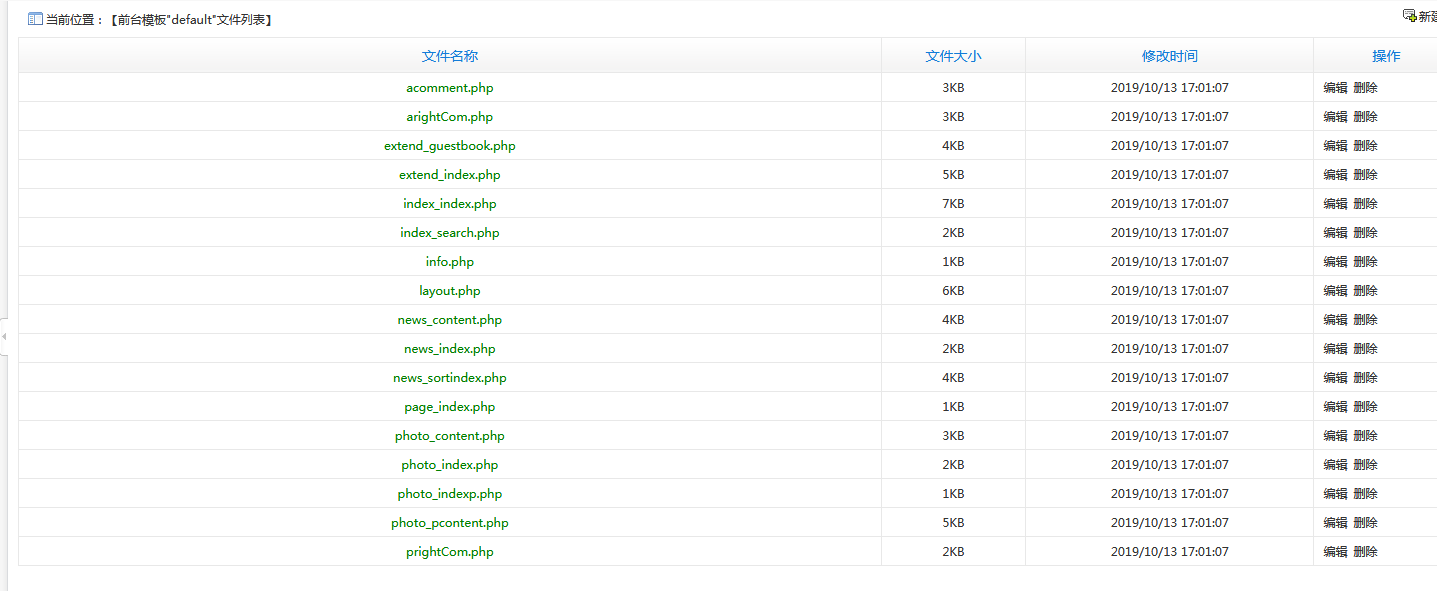 当前位置：【前台模板"default"文件列表】 新建
文件名称 文件大小 修改时间 操作
acomment.php 3KB 2019/10/13 17:01:07 编辑 删除
arightCom.php 3KB 2019/10/13 17:01:07 编辑 删除
extend_guestbook.php 4KB 2019/10/13 17:01:07 编辑 删除
extend_index.php 5KB 2019/10/13 17:01:07 编辑 删除
index_index.php 7KB 2019/10/13 17:01:07 编辑 删除
index_search.php 2KB 2019/10/13 17:01:07 编辑 删除
info.php 1KB 2019/10/13 17:01:07 编辑 删除
layout.php 6KB 2019/10/13 17:01:07 编辑 删除
news_content.php 4KB 2019/10/13 17:01:07 编辑 删除
news_index.php 2KB 2019/10/13 17:01:07 编辑 删除
news_sortindex.php 4KB 2019/10/13 17:01:07 编辑 删除
page_index.php 1KB 2019/10/13 17:01:07 编辑 删除
photo_content.php 3KB 2019/10/13 17:01:07 编辑 删除
photo_index.php 2KB 2019/10/13 17:01:07 编辑 删除
photo_indexp.php 1KB 2019/10/13 17:01:07 编辑 删除
photo_pcontent.php 5KB 2019/10/13 17:01:07 编辑 删除
prightCom.php 2KB 2019/10/13 17:01:07 编辑 删除